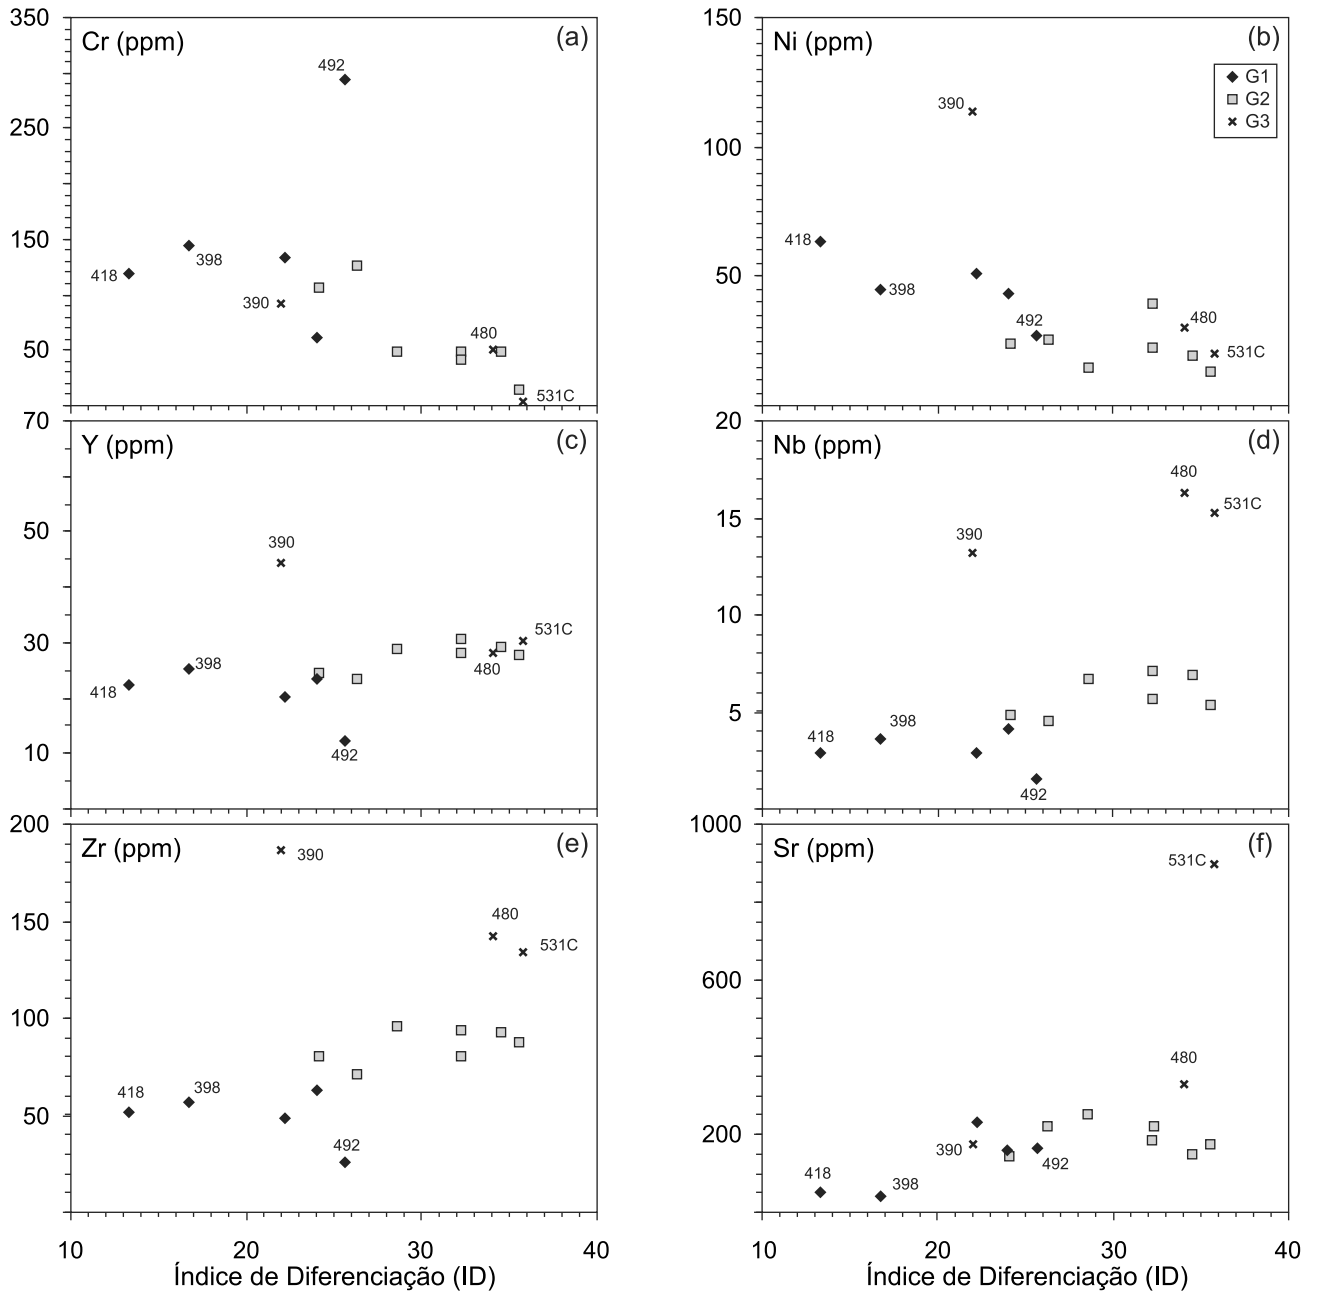 Cr (ppm)
(a)
350
250
150
50
492
418
398
390
480
531C
Ni (ppm)
(b)
150
100
50
G1
G2
G3
390
418
398
492
480
531C
Y (ppm)
(c)
70
50
30
10
390
418
398
492
480
531C
Nb (ppm)
(d)
20
15
10
5
480
531C
390
418
398
492
Zr (ppm)
(e)
200
150
100
50
390
480
531C
418
398
492
10 20 30 40
Índice de Diferenciação (ID)
Sr (ppm)
(f)
1000
600
200
531C
480
390
492
418
398
10 20 30 40
Índice de Diferenciação (ID)